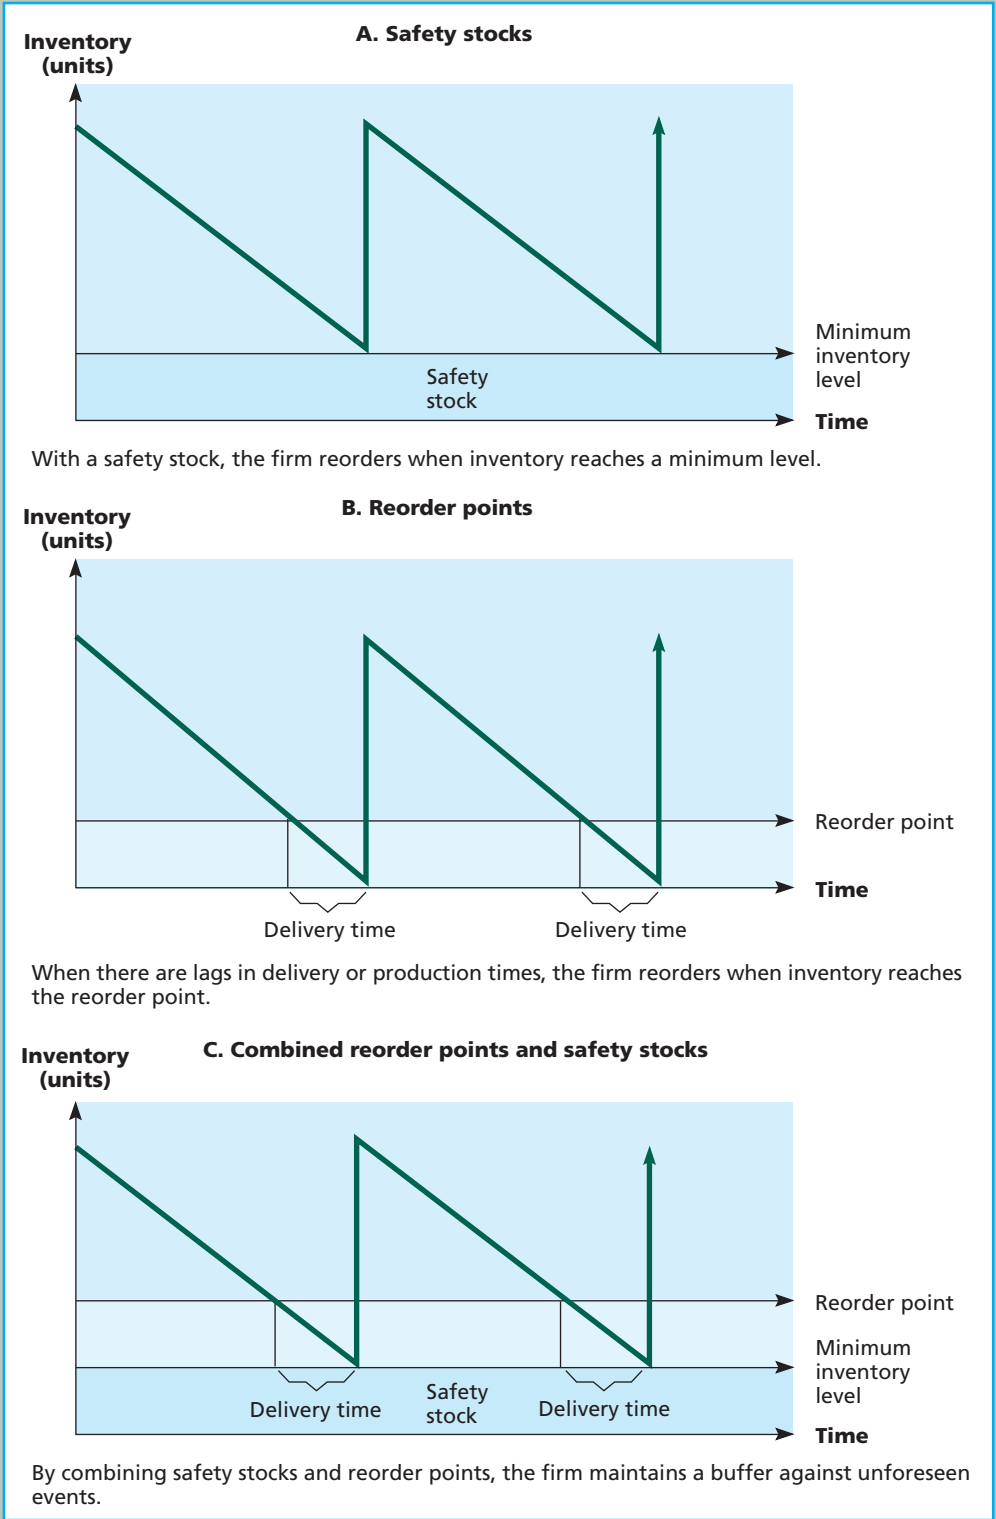 A. Safety stocks
Inventory
(units)
Minimum
inventory
level
Safety
stock
Time
With a safety stock, the firm reorders when inventory reaches a minimum level.
B. Reorder points
Inventory
(units)
Reorder point
Time
Delivery time
Delivery time
When there are lags in delivery or production times, the firm reorders when inventory reaches
the reorder point.
C. Combined reorder points and safety stocks
Inventory
(units)
Reorder point
Minimum
inventory
level
Safety
stock
Delivery time
Delivery time
Time
By combining safety stocks and reorder points, the firm maintains a buffer against unforeseen
events.